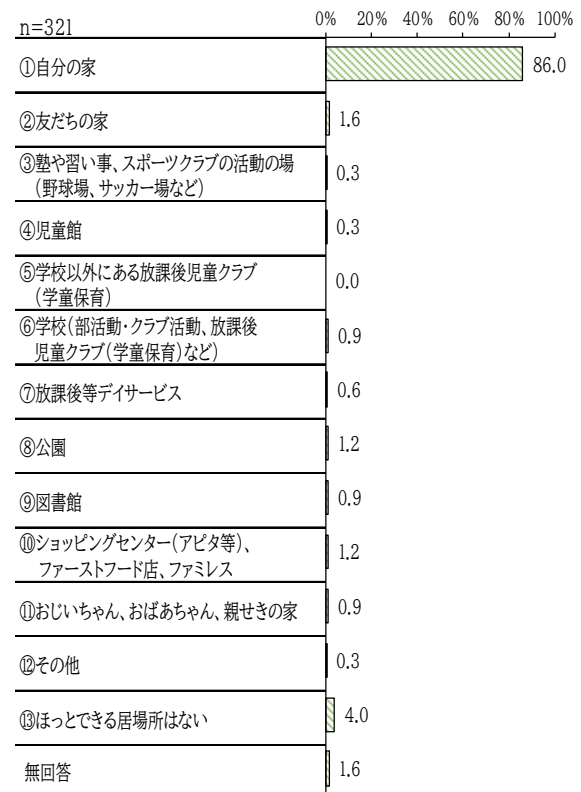 n=321
0% 20% 40% 60% 80% 100%
①自分の家 86.0
②友だちの家 1.6
③塾や習い事、スポーツクラブの活動の場
(野球場、サッカー場など) 0.3
④児童館 0.3
⑤学校以外にある放課後児童クラブ
(学童保育) 0.0
⑥学校(部活動・クラブ活動、放課後
児童クラブ(学童保育)など) 0.9
⑦放課後等デイサービス 0.6
⑧公園 1.2
⑨図書館 0.9
⑩ショッピングセンター(アピタ等)、
ファーストフード店、ファミレス 1.2
⑪おじいちゃん、おばあちゃん、親せきの家 0.9
⑫その他 0.3
⑬ほっとできる居場所はない 4.0
無回答 1.6